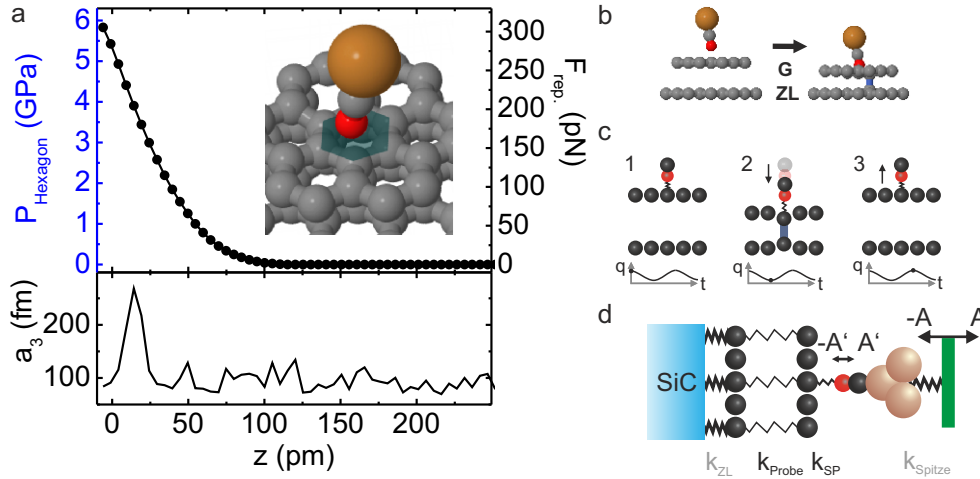 a
6
5
4
3
2
1
0
P_Hexagon (GPa)
300
250
200
150
100
50
0
F_rep. (pN)
200
100
a_3 (fm)
0
50
100
150
200
z (pm)
b
G
ZL
c
1
2
3
q
t
q
t
q
t
d
-A
A
-A' A'
SiC
k_ZL
k_Probe
k_SP
k_Spitze